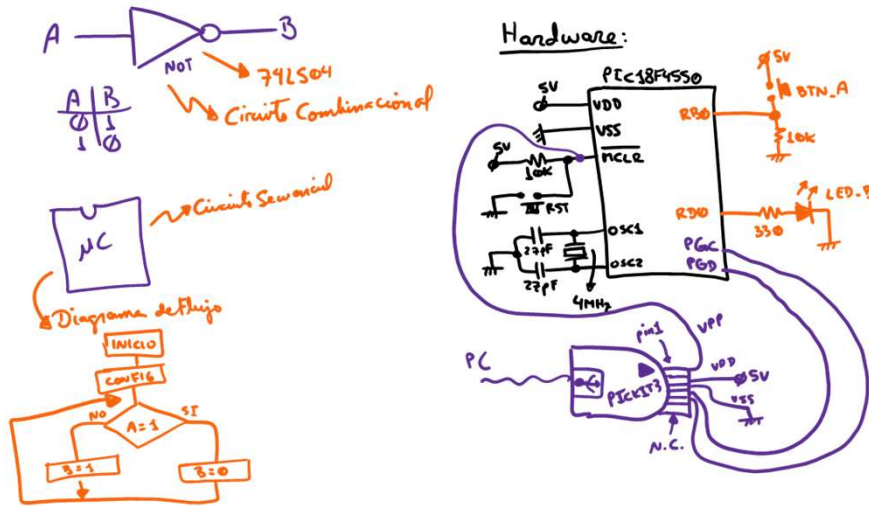 A
B
NOT
74LS04
Circuito Combinacional
A B
0 1
1 0
μC
Circuito Secuencial
Diagrama de Flujo
INICIO
CONFIG
NO
A=1
SI
B=1
B=0
Hardware:
PIC18F4550
5V
VDD
VSS
5V
10K
MCLR
RST
OSC1
27pF
OSC2
27pF
4MHz
5V
BTN_A
RB0
10K
RD0
330
LED_B
PGC
PGD
PC
PICKIT3
pin1
VPP
VDD
5V
VSS
N.C.